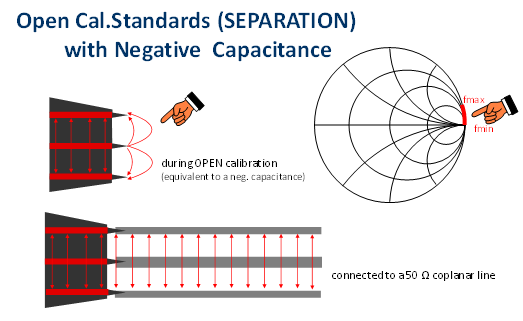 Open Cal.Standards (SEPARATION)
with Negative Capacitance
fmax
fmin
during OPEN calibration
(equivalent to a neg. capacitance)
connected to a 50 Ω coplanar line